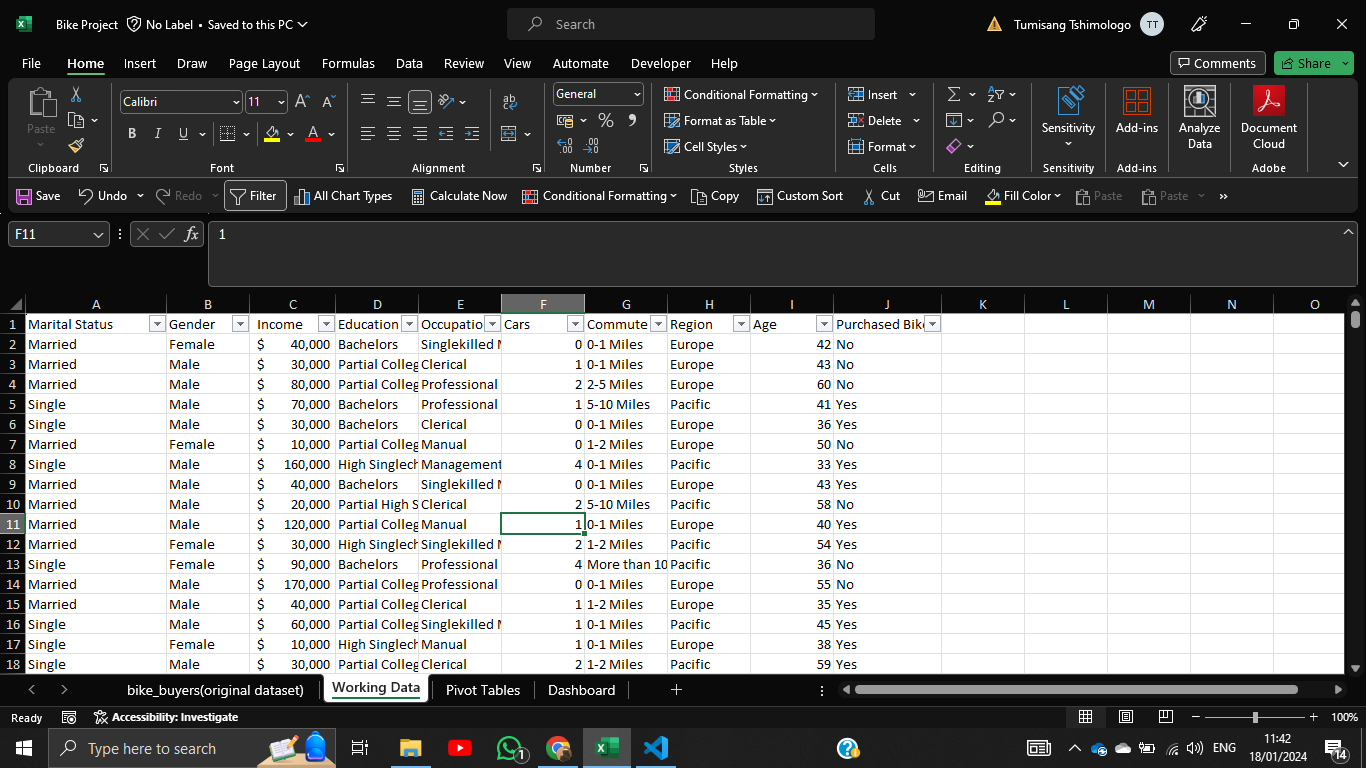 Bike Project No Label • Saved to this PC Search Tumisang Tshimologo TT
File Home Insert Draw Page Layout Formulas Data Review View Automate Developer Help Comments Share
Calibri 11 General Conditional Formatting Insert
Paste Format as Table Delete Sensitivity Add-ins Analyze Data Document Cloud
B I U A % Cell Styles Format
Clipboard Font Alignment Number Styles Cells Editing Sensitivity Add-ins Adobe
Save Undo Redo Filter All Chart Types Calculate Now Conditional Formatting Copy Custom Sort Cut Email Fill Color Paste Paste »
F11 fx 1
A B C D E F G H I J K L M N O
1 Marital Status Gender Income Education Occupatio Cars Commute Region Age Purchased Bik
2 Married Female $ 40,000 Bachelors Singlekilled 0 0-1 Miles Europe 42 No
3 Married Male $ 30,000 Partial Colleg Clerical 1 0-1 Miles Europe 43 No
4 Married Male $ 80,000 Partial Colleg Professional 2 2-5 Miles Europe 60 No
5 Single Male $ 70,000 Bachelors Professional 1 5-10 Miles Pacific 41 Yes
6 Single Male $ 30,000 Bachelors Clerical 0 0-1 Miles Europe 36 Yes
7 Married Female $ 10,000 Partial Colleg Manual 0 1-2 Miles Europe 50 No
8 Single Male $ 160,000 High Singlech Management 4 0-1 Miles Pacific 33 Yes
9 Married Male $ 40,000 Bachelors Singlekilled 0 0-1 Miles Europe 43 Yes
10 Married Male $ 20,000 Partial High S Clerical 2 5-10 Miles Pacific 58 No
11 Married Male $ 120,000 Partial Colleg Manual 1 0-1 Miles Europe 40 Yes
12 Married Female $ 30,000 High Singlech Singlekilled 2 1-2 Miles Pacific 54 Yes
13 Single Female $ 90,000 Bachelors Professional 4 More than 10 Pacific 36 No
14 Married Male $ 170,000 Partial Colleg Professional 0 0-1 Miles Europe 55 No
15 Married Male $ 40,000 Partial Colleg Clerical 1 1-2 Miles Europe 35 Yes
16 Single Male $ 60,000 Partial Colleg Singlekilled 1 0-1 Miles Pacific 45 Yes
17 Single Female $ 10,000 High Singlech Manual 1 0-1 Miles Europe 38 Yes
18 Single Male $ 30,000 Partial Colleg Clerical 2 1-2 Miles Pacific 59 Yes
bike_buyers(original dataset) Working Data Pivot Tables Dashboard
Ready Accessibility: Investigate 100%
Type here to search 1 ENG 11:42
18/01/2024 14